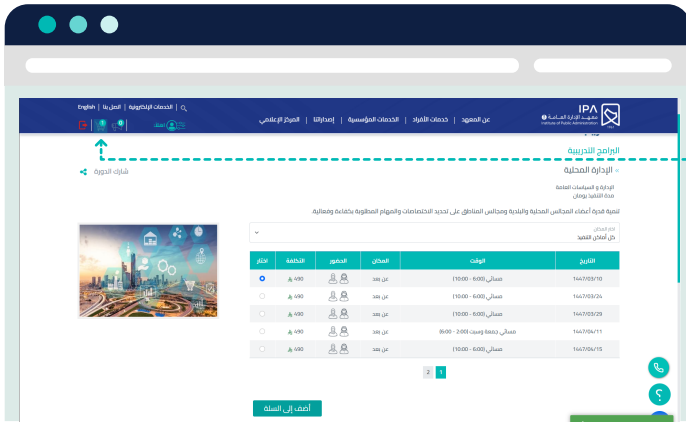 English | اتصل بنا | الخدمات الإلكترونية |
0
1
عن المعهد | خدمات الأفراد | الخدمات المؤسسية | إصداراتنا | المركز الإعلامي
IPA
معهد الإدارة العامة
Institute of Public Administration
البرامج التدريبية
الإدارة المحلية
شارك الدورة
الإدارة و السياسات العامة
مدة التنفيذ يومان
تنمية قدرة أعضاء المجالس المحلية والبلدية ومجالس المناطق على تحديد الاختصاصات والمهام المطلوبة بكفاءة وفعالية.
اختر المكان
كل أماكن التنفيذ
التاريخ الوقت المكان الحضور التكلفة اختار
1447/03/10 مسائي (6:00 - 10:00) عن بعد 490
1447/03/24 مسائي (6:00 - 10:00) عن بعد 490
1447/03/29 مسائي (6:00 - 10:00) عن بعد 490
1447/04/11 مسائي جمعة وسبت (2:00 - 6:00) عن بعد 490
1447/04/15 مسائي (6:00 - 10:00) عن بعد 490
1 2
أضف إلى السلة